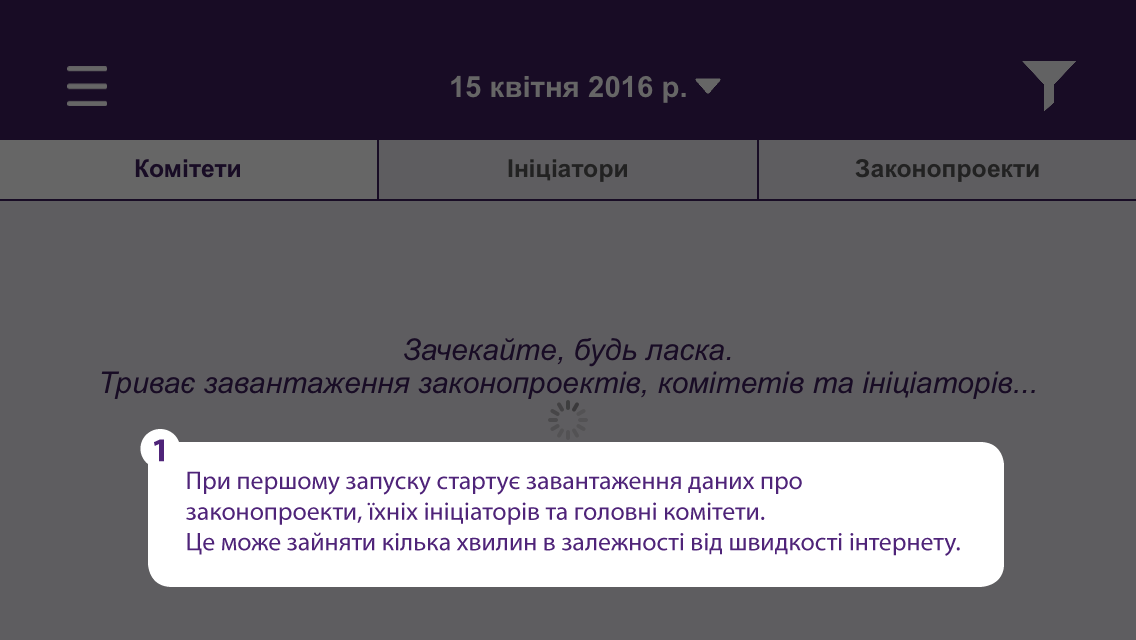 15 квітня 2016 р.
Комітети
Ініціатори
Законопроекти
Зачекайте, будь ласка.
Триває завантаження законопроектів, комітетів та ініціаторів...
1
При першому запуску стартує завантаження даних про
законопроекти, їхніх ініціаторів та головні комітети.
Це може зайняти кілька хвилин в залежності від швидкості інтернету.